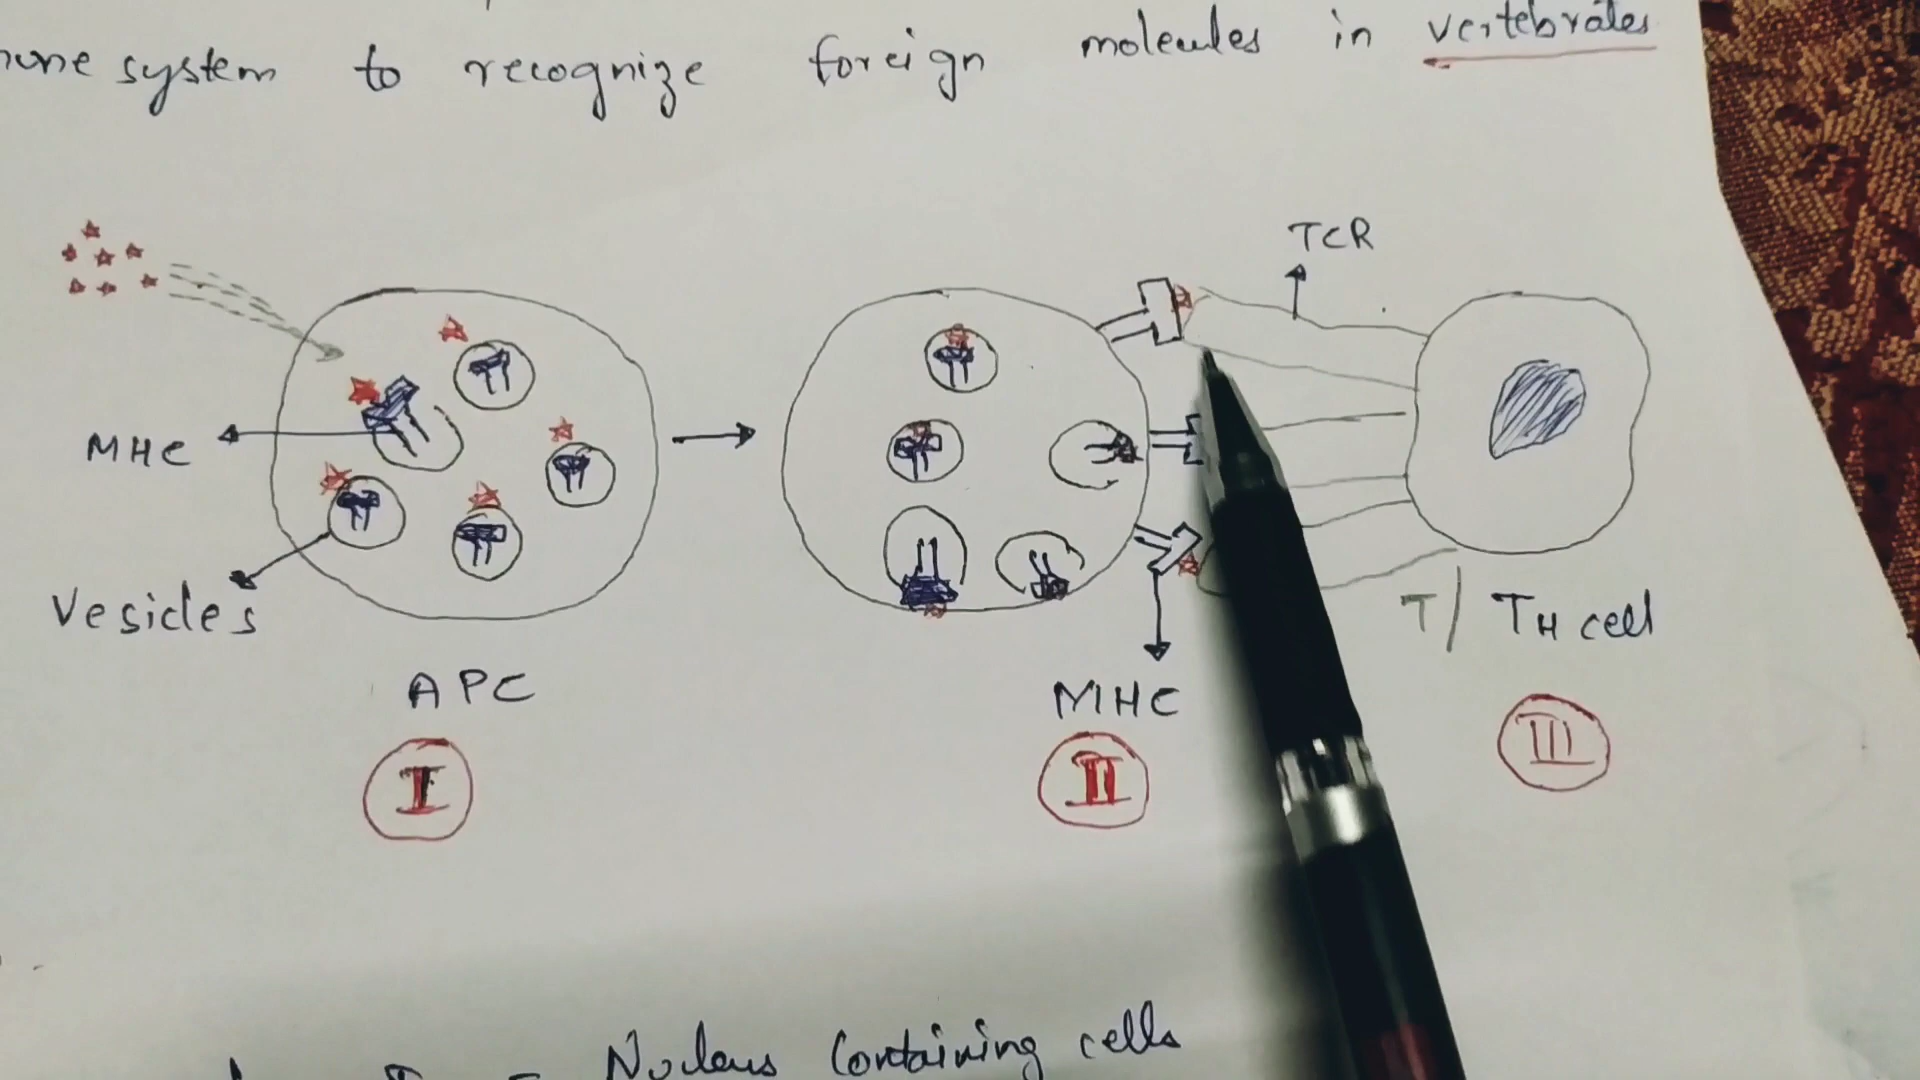 system to recognize foreign molecules in vertebrates
TCR
MHC
Vesicles
T/ TH cell
APC
MHC
I
II
III
Nucleus Containing cells